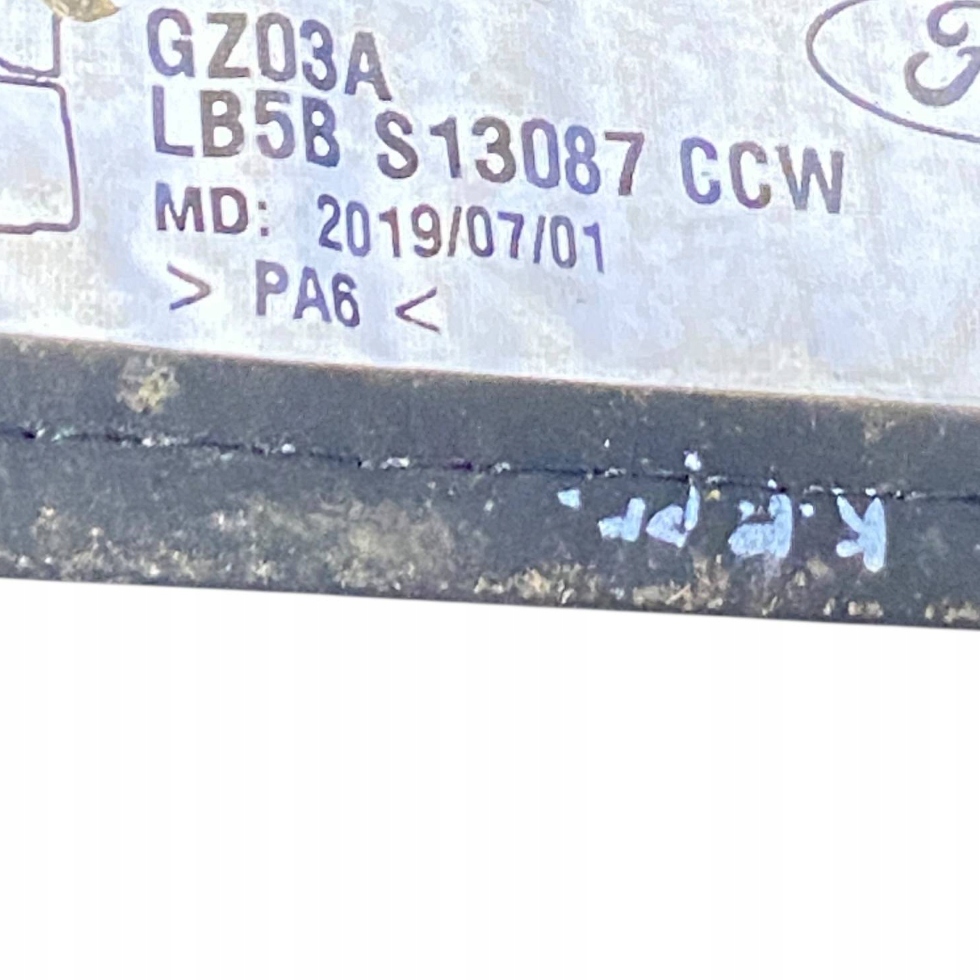 GZ03A
LB5B S13087 CCW
MD: 2019/07/01
> PA6 <